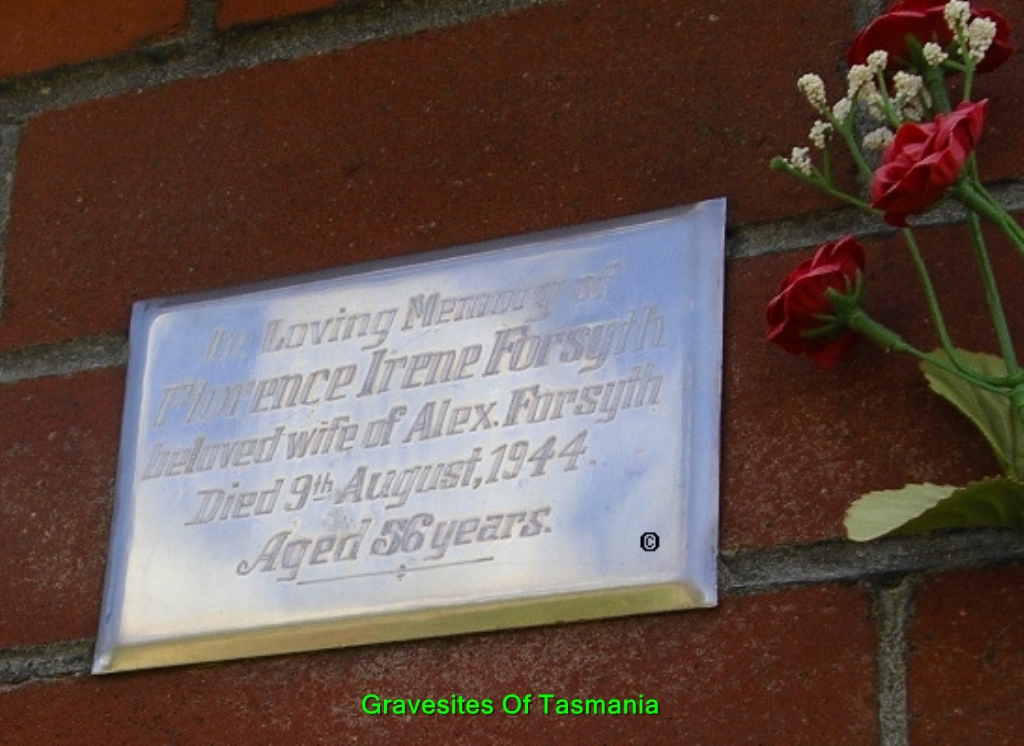 In Loving Memory of
Florence Irene Forsyth
beloved wife of Alex. Forsyth
Died 9th August, 1944.
Aged 56 years.
©
Gravesites Of Tasmania